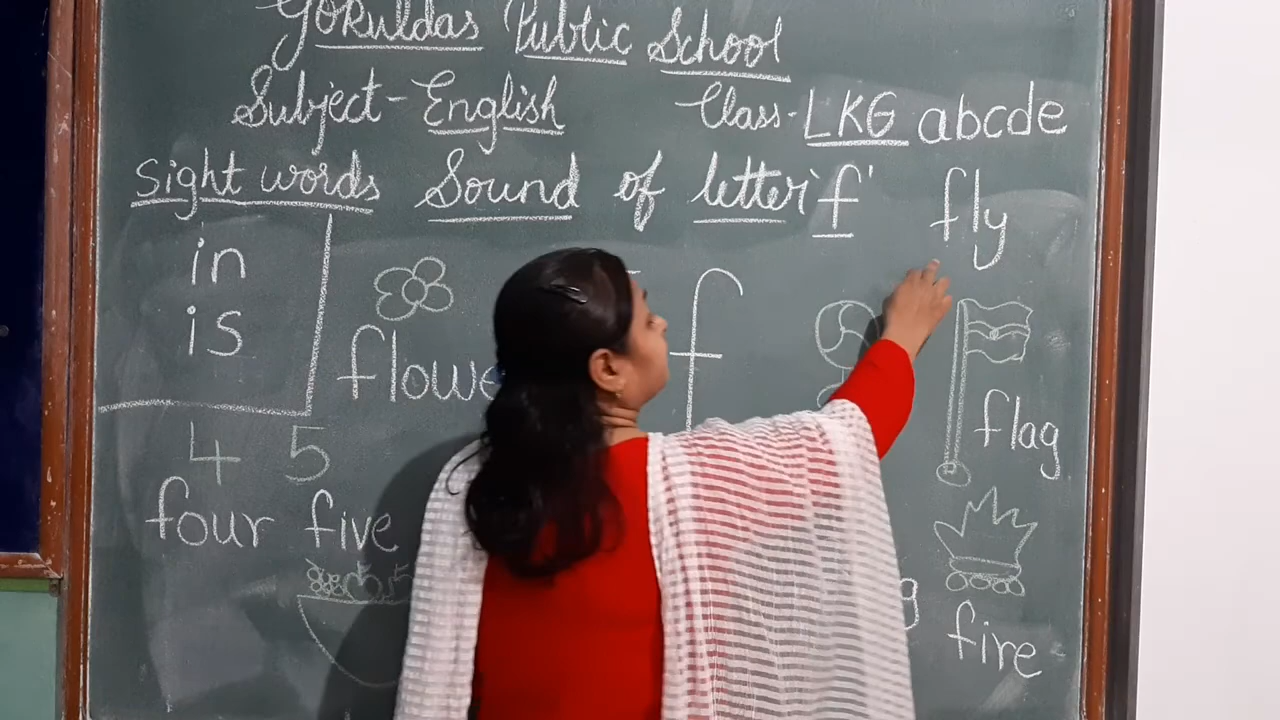 Gokuldas Public School
Subject - English Class - LKG abcde
Sight words Sound of letter 'f' fly
in
is
f
flag
4 5
four five
fire